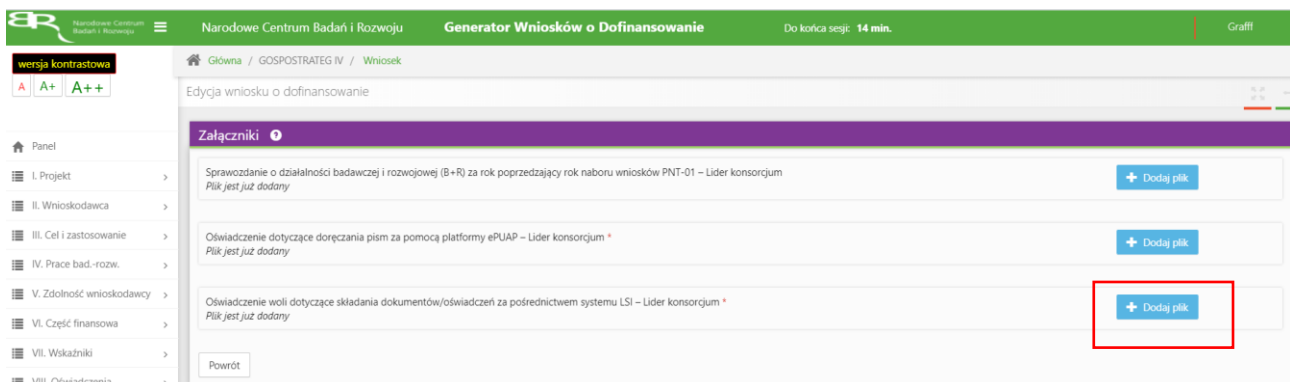 Narodowe Centrum Badań i Rozwoju
Narodowe Centrum Badań i Rozwoju Generator Wniosków o Dofinansowanie Do końca sesji: 14 min. Grafff
wersja kontrastowa
A A+ A++
Główna / GOSPOSTRATEG IV / Wniosek
Edycja wniosku o dofinansowanie
Panel
I. Projekt
II. Wnioskodawca
III. Cel i zastosowanie
IV. Prace bad.-rozw.
V. Zdolność wnioskodawcy
VI. Część finansowa
VII. Wskaźniki
VIII. Oświadczenia
Załączniki ?
Sprawozdanie o działalności badawczej i rozwojowej (B+R) za rok poprzedzający rok naboru wniosków PNT-01 – Lider konsorcjum
Plik jest już dodany
+ Dodaj plik
Oświadczenie dotyczące doręczania pism za pomocą platformy ePUAP – Lider konsorcjum *
Plik jest już dodany
+ Dodaj plik
Oświadczenie woli dotyczące składania dokumentów/oświadczeń za pośrednictwem systemu LSI – Lider konsorcjum *
Plik jest już dodany
+ Dodaj plik
Powrót